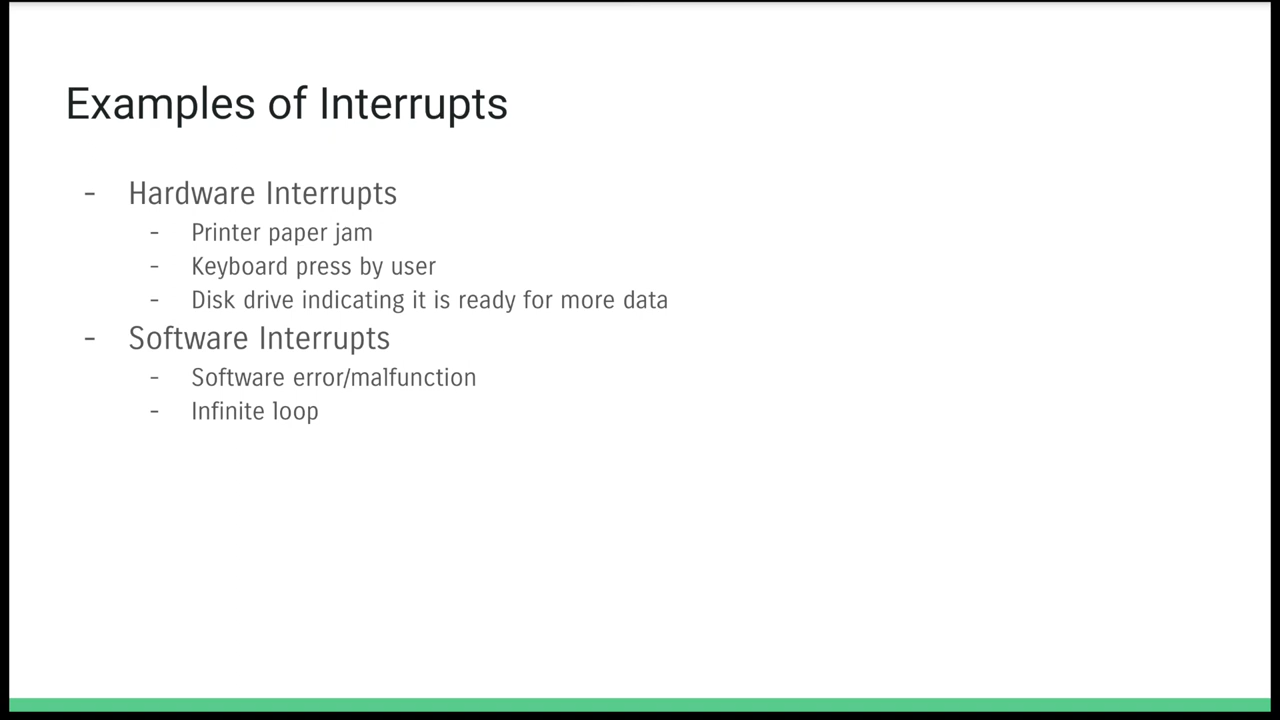 Examples of Interrupts
- Hardware Interrupts
- Printer paper jam
- Keyboard press by user
- Disk drive indicating it is ready for more data
- Software Interrupts
- Software error/malfunction
- Infinite loop